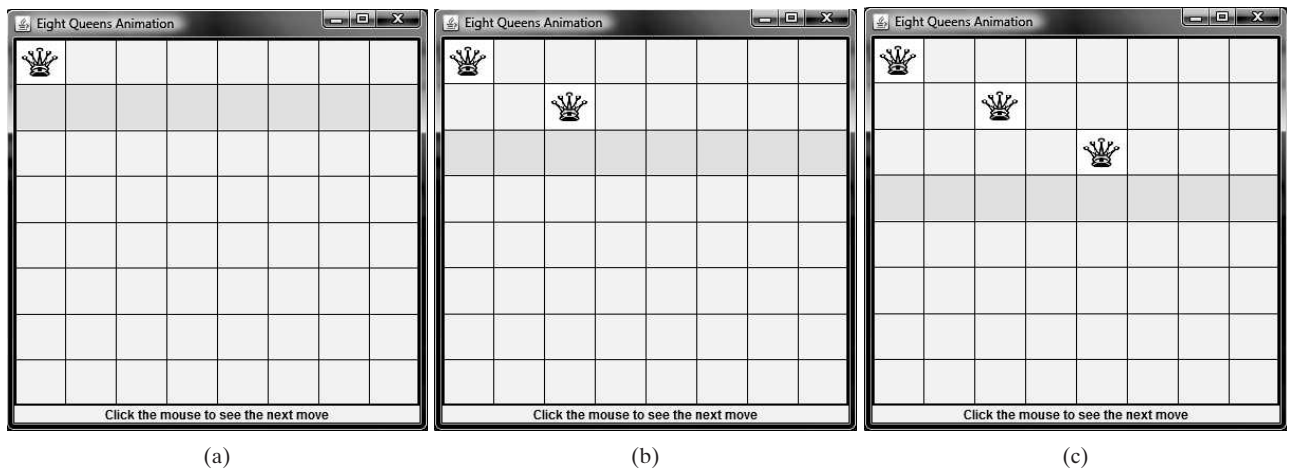 Eight Queens Animation
Eight Queens Animation
Eight Queens Animation
Click the mouse to see the next move
Click the mouse to see the next move
Click the mouse to see the next move
(a)
(b)
(c)